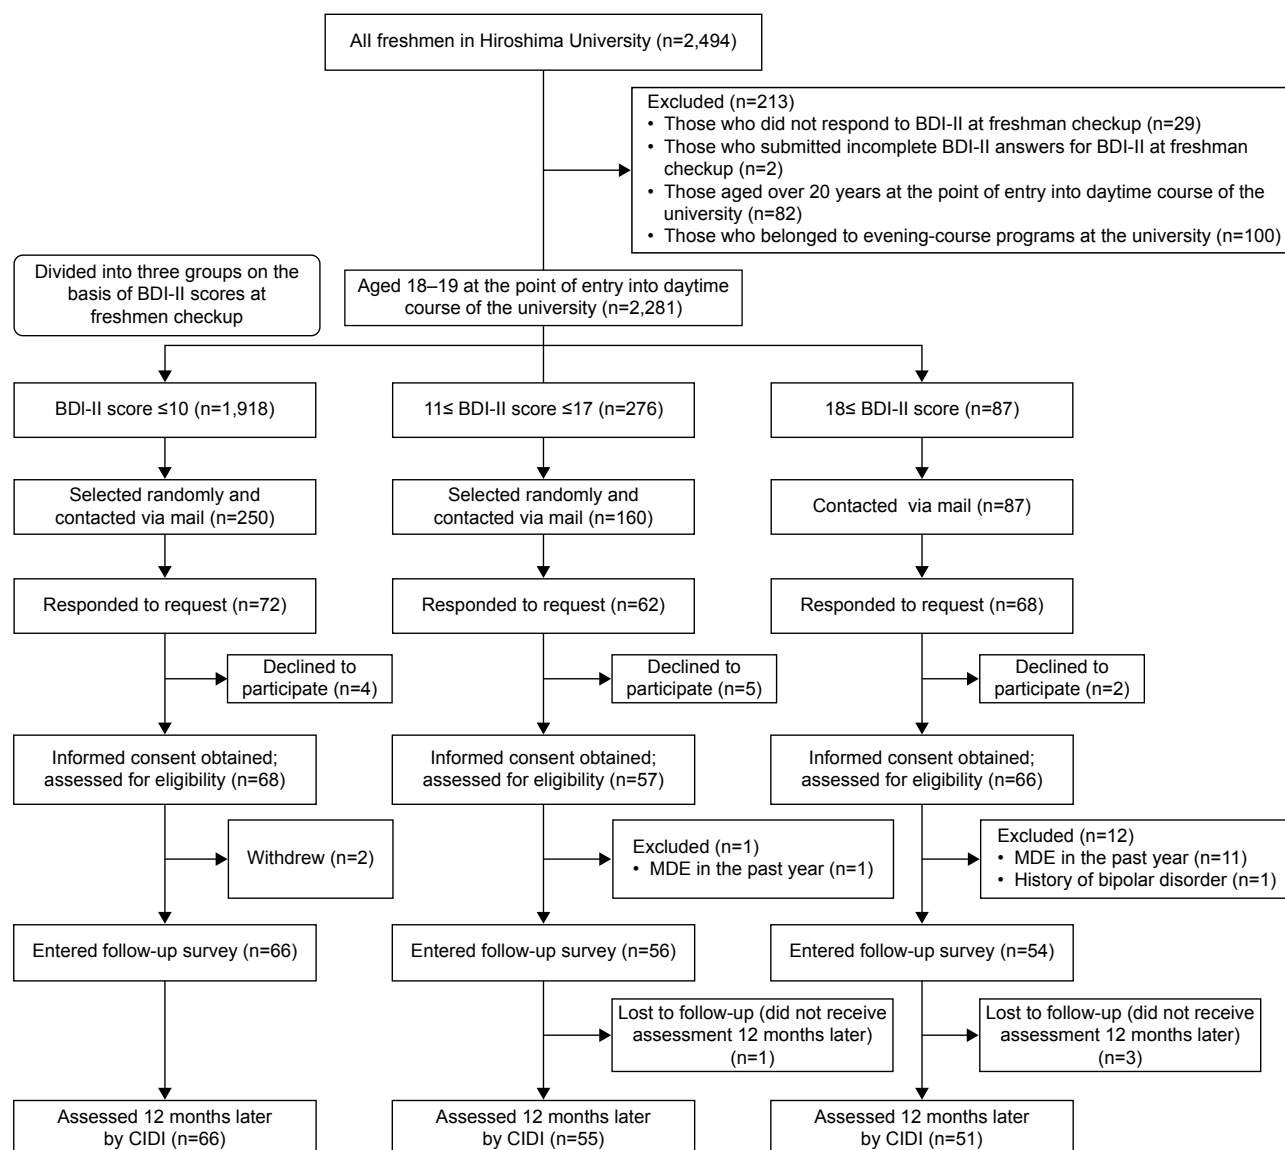 All freshmen in Hiroshima University (n=2,494)
Excluded (n=213)
• Those who did not respond to BDI-II at freshman checkup (n=29)
• Those who submitted incomplete BDI-II answers for BDI-II at freshman
checkup (n=2)
• Those aged over 20 years at the point of entry into daytime course of the
university (n=82)
• Those who belonged to evening-course programs at the university (n=100)
Divided into three groups on the
basis of BDI-II scores at
freshmen checkup
Aged 18–19 at the point of entry into daytime
course of the university (n=2,281)
BDI-II score ≤10 (n=1,918)
11≤ BDI-II score ≤17 (n=276)
18≤ BDI-II score (n=87)
Selected randomly and
contacted via mail (n=250)
Selected randomly and
contacted via mail (n=160)
Contacted via mail (n=87)
Responded to request (n=72)
Responded to request (n=62)
Responded to request (n=68)
Declined to
participate (n=4)
Declined to
participate (n=5)
Declined to
participate (n=2)
Informed consent obtained;
assessed for eligibility (n=68)
Informed consent obtained;
assessed for eligibility (n=57)
Informed consent obtained;
assessed for eligibility (n=66)
Withdrew (n=2)
Excluded (n=1)
• MDE in the past year (n=1)
Excluded (n=12)
• MDE in the past year (n=11)
• History of bipolar disorder (n=1)
Entered follow-up survey (n=66)
Entered follow-up survey (n=56)
Entered follow-up survey (n=54)
Lost to follow-up (did not receive
assessment 12 months later)
(n=1)
Lost to follow-up (did not receive
assessment 12 months later)
(n=3)
Assessed 12 months later
by CIDI (n=66)
Assessed 12 months later
by CIDI (n=55)
Assessed 12 months later
by CIDI (n=51)